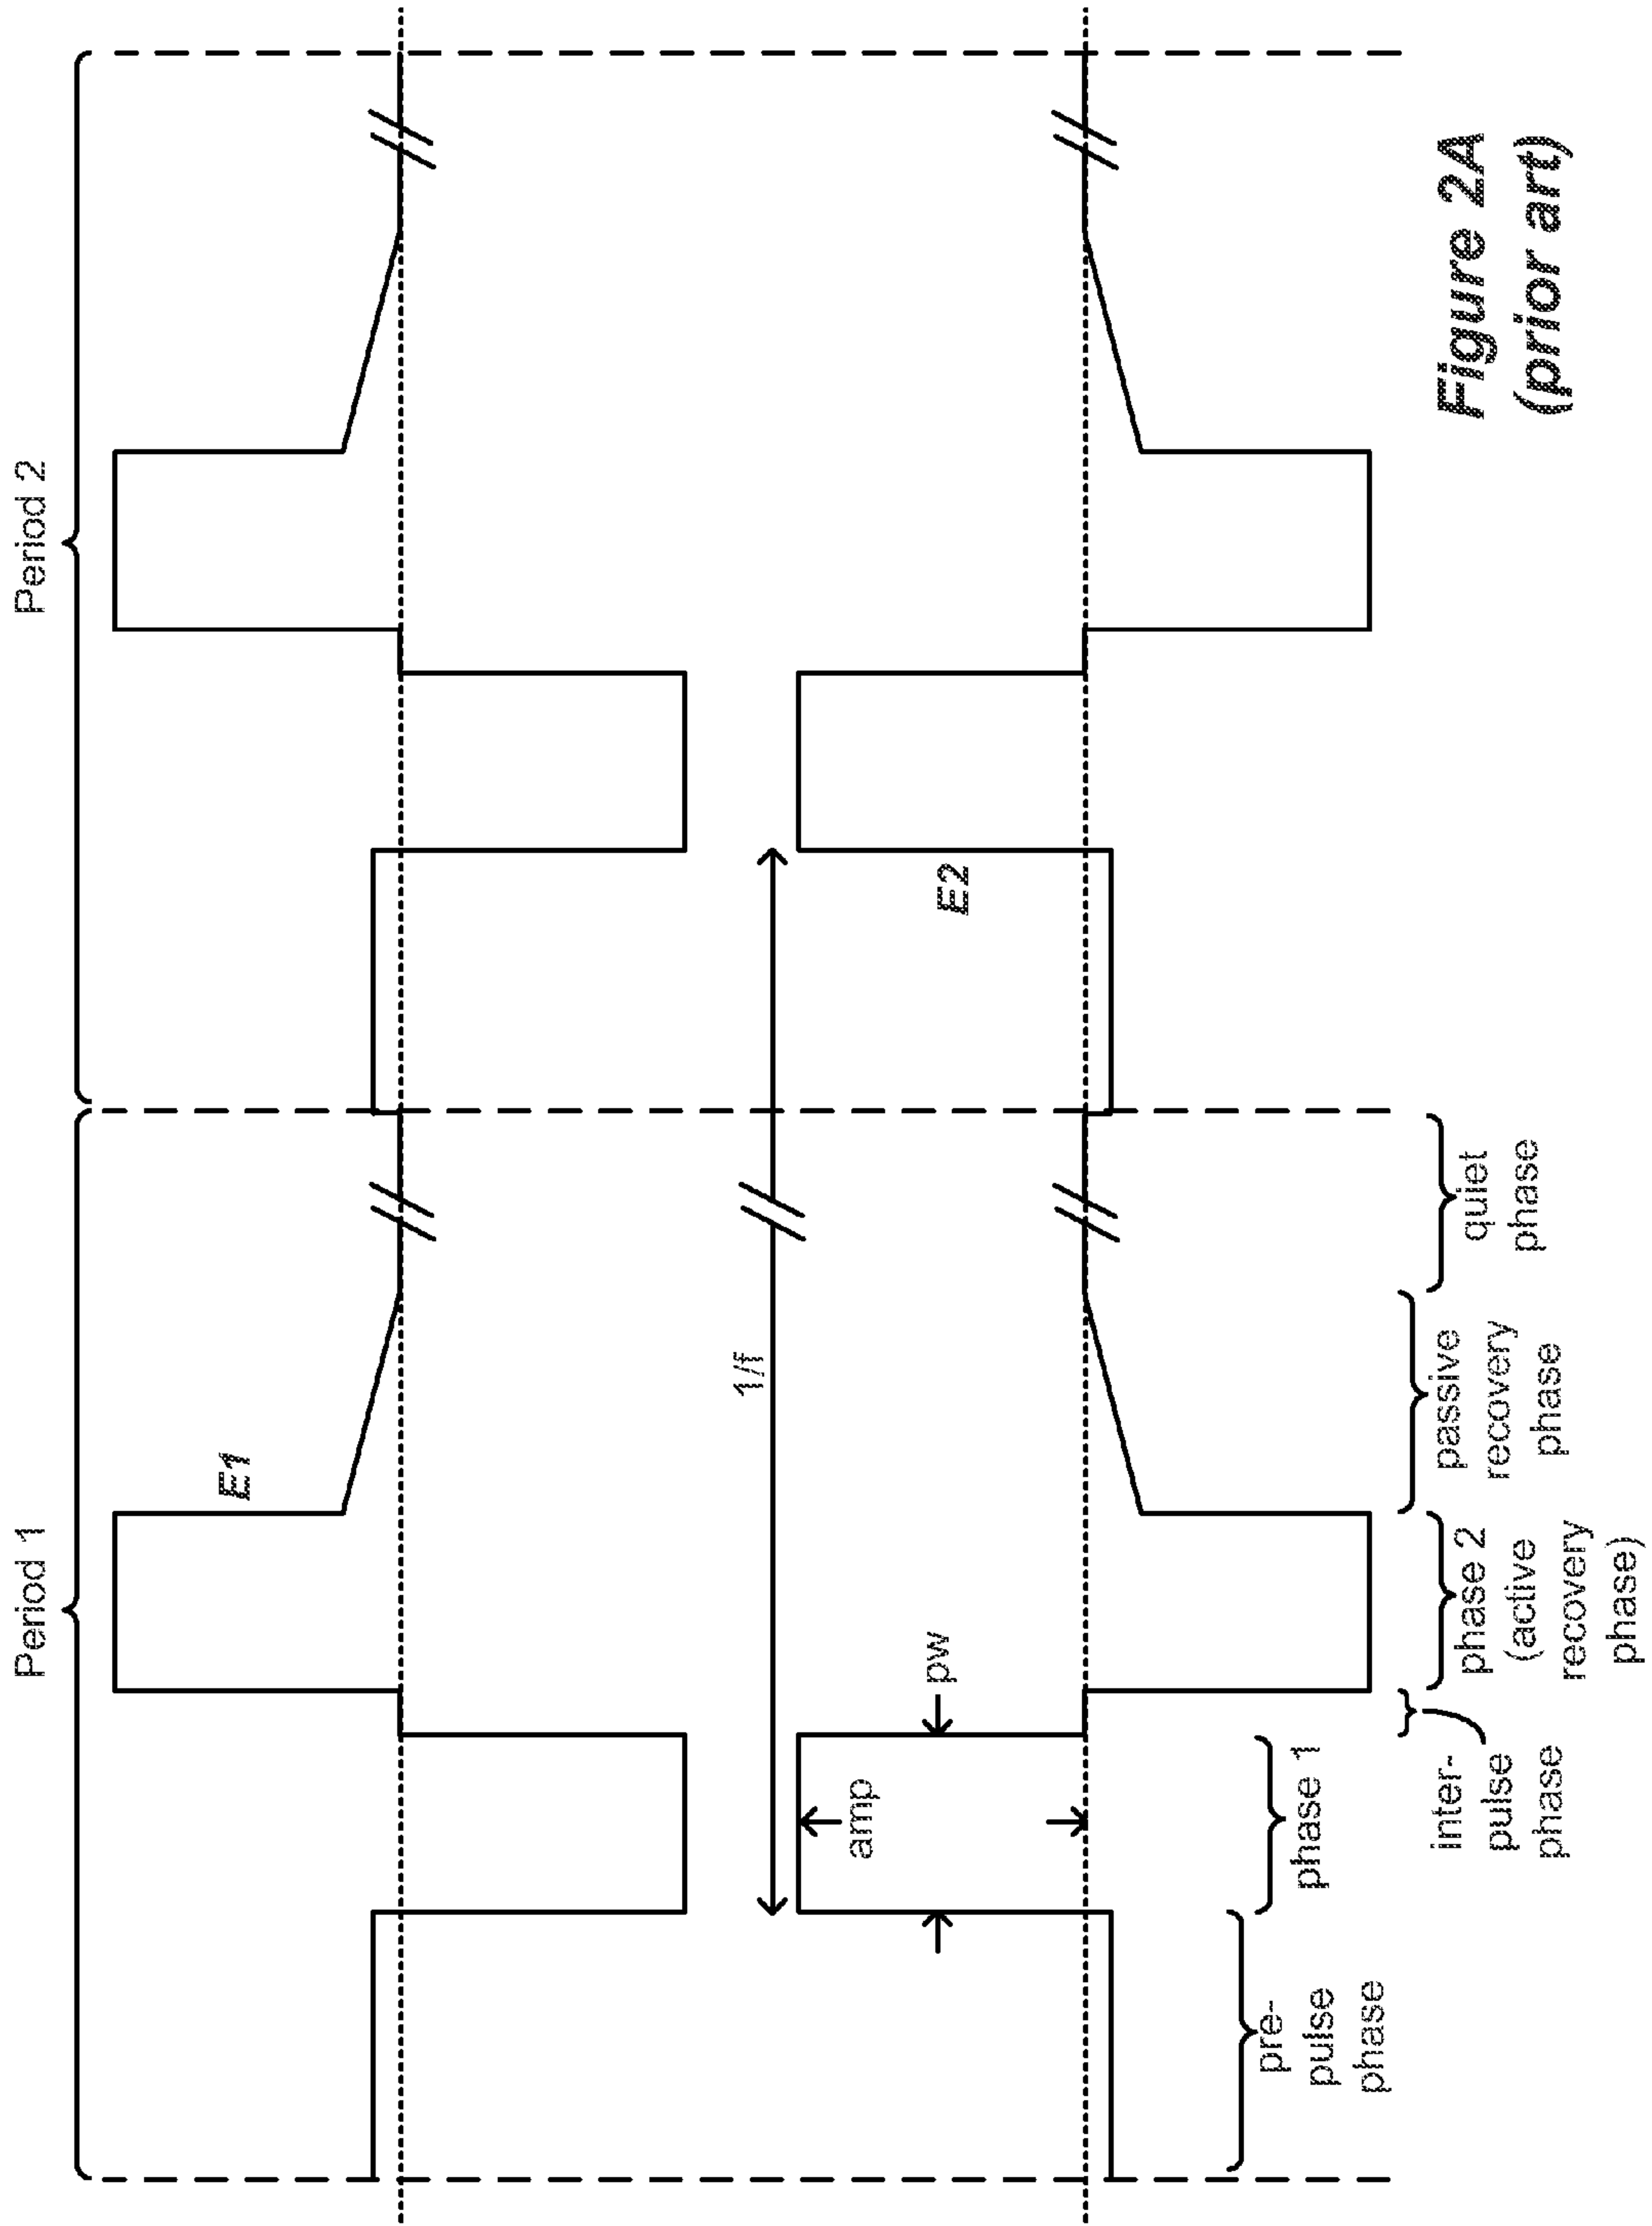 Period 1
Period 2
E1
1/f
E2
amp
pw
pre-
pulse
phase
phase 1
inter-
pulse
phase
phase 2
(active
recovery
phase)
passive
recovery
phase
quiet
phase
Figure 2A
(prior art)